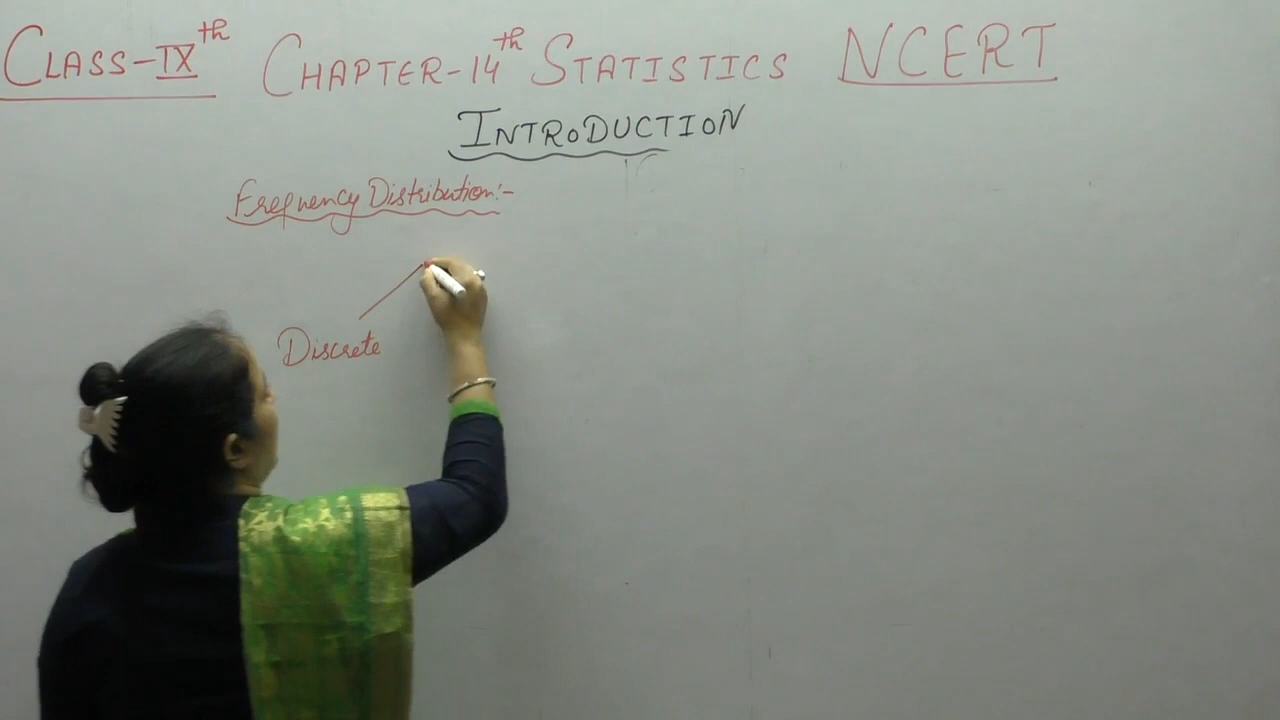 CLASS-IXth CHAPTER-14th STATISTICS NCERT
INTRODUCTION
Frequency Distribution:-
Discrete